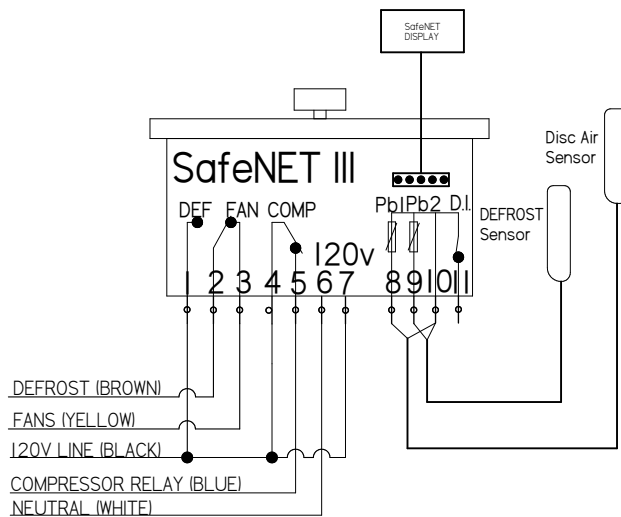 SafeNET
DISPLAY
SafeNET III
Disc Air
Sensor
DEF FAN COMP
Pb1 Pb2 D.I.
DEFROST
Sensor
120v
1 2 3 4 5 6 7 8 9 10 11
DEFROST (BROWN)
FANS (YELLOW)
120V LINE (BLACK)
COMPRESSOR RELAY (BLUE)
NEUTRAL (WHITE)